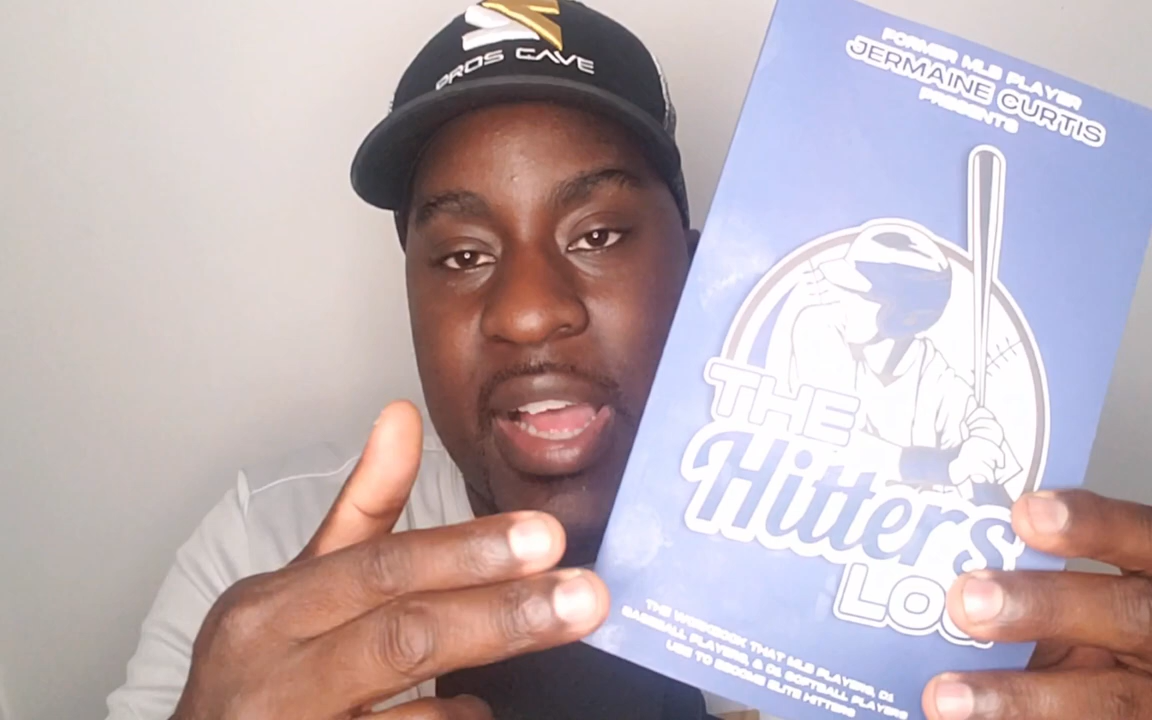 PROS CAVE
FORMER MLB PLAYER
JERMAINE CURTIS
PRESENTS
THE
Hitters
LOG
THE WORKBOOK THAT MLB PLAYERS, D1
BASEBALL PLAYERS, & D1 SOFTBALL PLAYERS
USE TO BECOME ELITE HITTERS